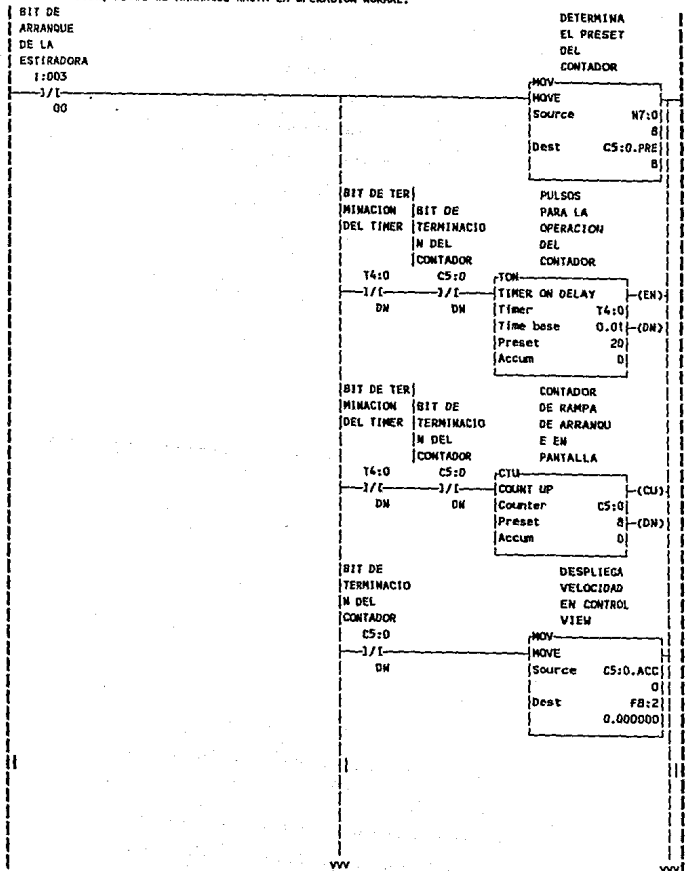 BIT DE
ARRANQUE
DE LA
ESTIRADORA
I:003
]/[
00
DETERMINA
EL PRESET
DEL
CONTADOR
MOV
MOVE
Source N7:0
8
Dest C5:0.PRE
8
BIT DE TER
MINACION
DEL TIMER
T4:0
]/[
DN
BIT DE
TERMINACIO
N DEL
CONTADOR
C5:0
]/[
DN
PULSOS
PARA LA
OPERACION
DEL
CONTADOR
TON
TIMER ON DELAY (EN)
Timer T4:0
Time base 0.01 (DN)
Preset 20
Accum 0
BIT DE TER
MINACION
DEL TIMER
T4:0
]/[
DN
BIT DE
TERMINACIO
N DEL
CONTADOR
C5:0
]/[
DN
CONTADOR
DE RAMPA
DE ARRANQU
E EN
PANTALLA
CTU
COUNT UP (CU)
Counter C5:0
Preset 8 (DN)
Accum 0
BIT DE
TERMINACIO
N DEL
CONTADOR
C5:0
]/[
DN
DESPLIEGA
VELOCIDAD
EN CONTROL
VIEW
MOV
MOVE
Source C5:0.ACC
0
Dest F8:2
0.000000
VVV
VVV